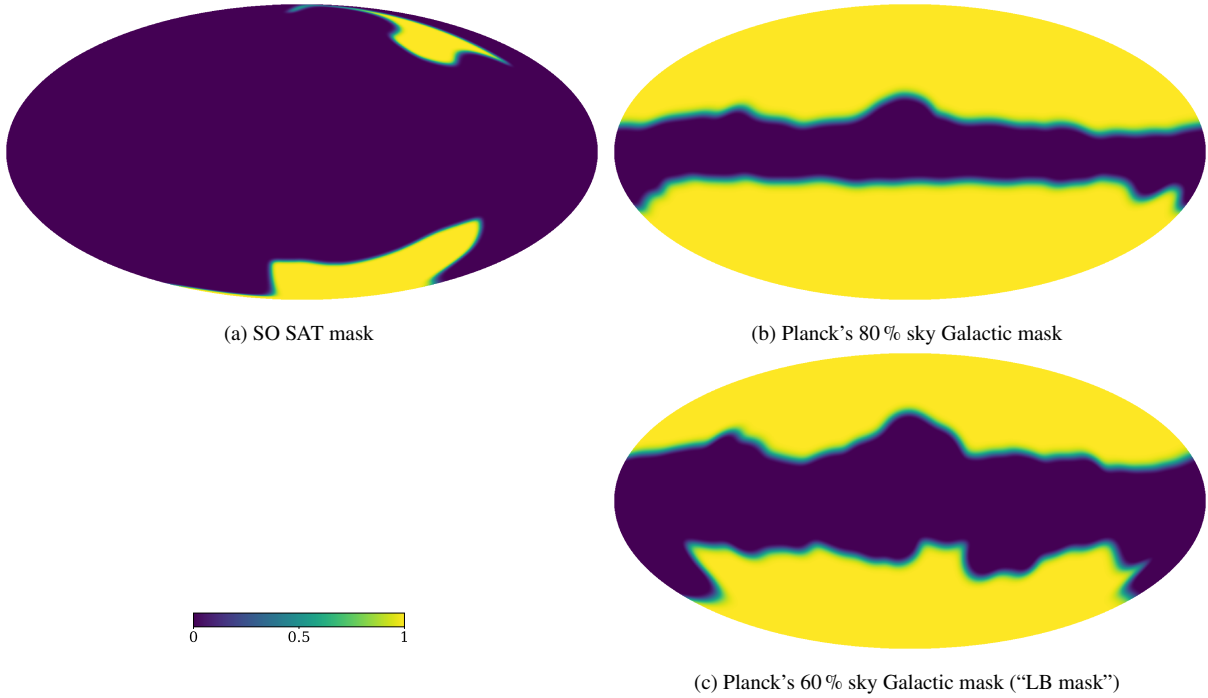 (a) SO SAT mask
(b) Planck's 80 % sky Galactic mask
0 0.5 1
(c) Planck's 60 % sky Galactic mask (“LB mask”)